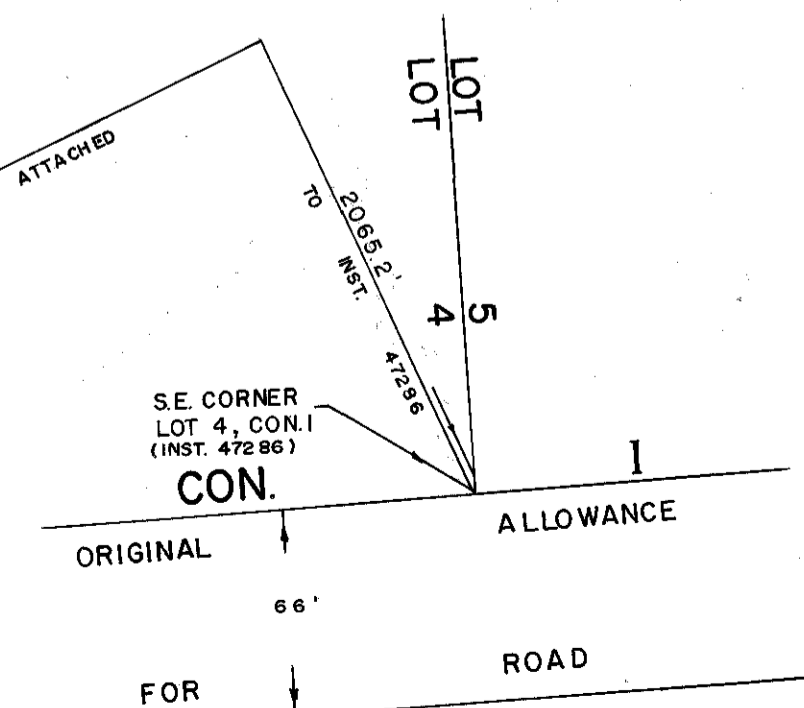 LOT
LOT
ATTACHED
TO
2065.2'
INST.
4
5
47286
S.E. CORNER
LOT 4, CON. I
(INST. 47286)
CON.
I
ORIGINAL
ALLOWANCE
66'
FOR
ROAD